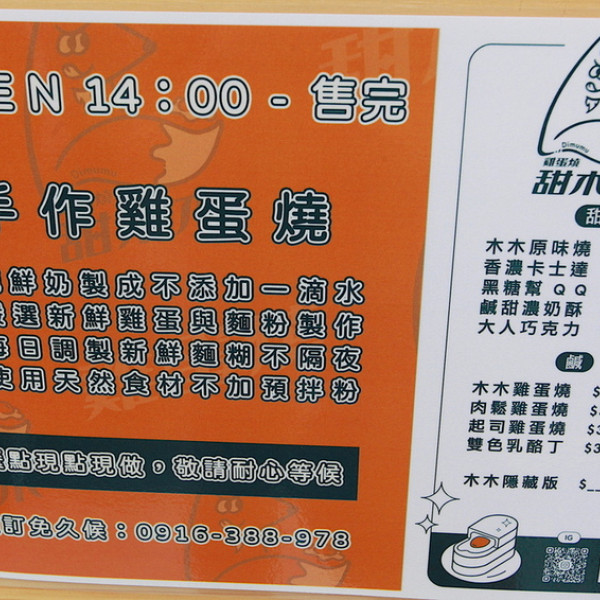 EN 14:00 - 售完
手作雞蛋燒
鮮奶製成不添加一滴水
選新鮮雞蛋與麵粉製作
每日調製新鮮麵糊不隔夜
使用天然食材不加預拌粉
點現點現做，敬請耐心等候
訂免久候：0916-388-978
Dimumu
雞蛋燒
甜木
甜
木木原味燒
香濃卡士達
黑糖幫QQ
鹹甜濃奶酥
大人巧克力
鹹
木木雞蛋燒 $
肉鬆雞蛋燒 $
起司雞蛋燒 $3
雙色乳酪丁 $3
木木隱藏版 $__
IG